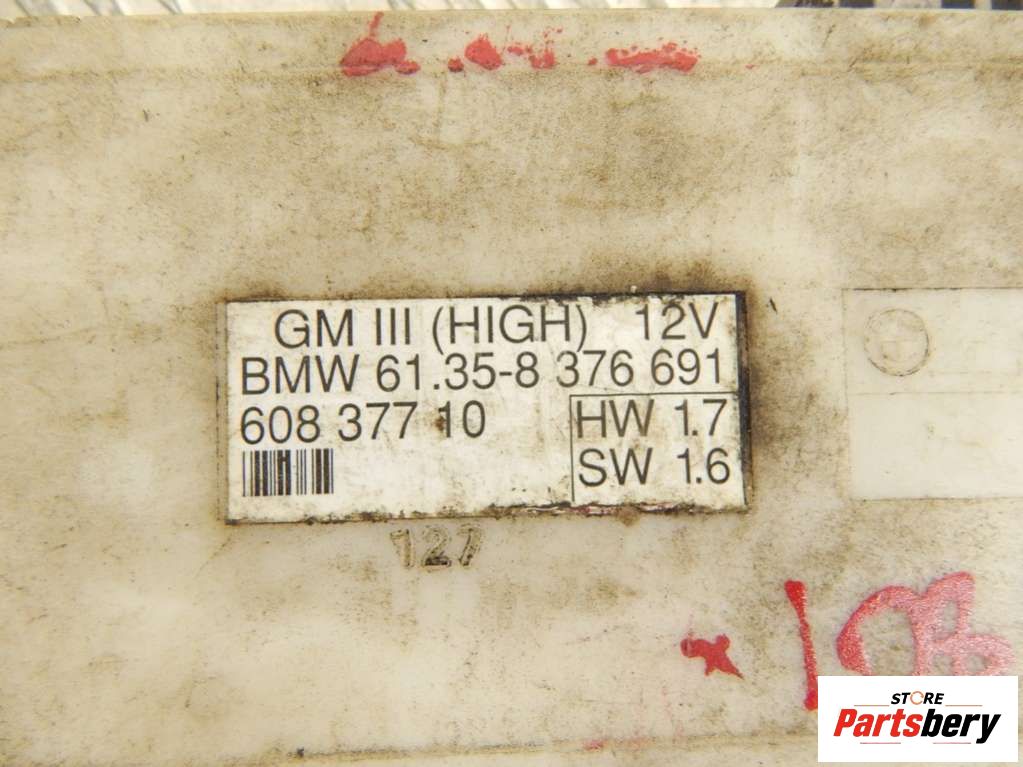 GM III (HIGH) 12V
BMW 61.35-8 376 691
608 377 10
HW 1.7
SW 1.6
127
STORE
Partsbery